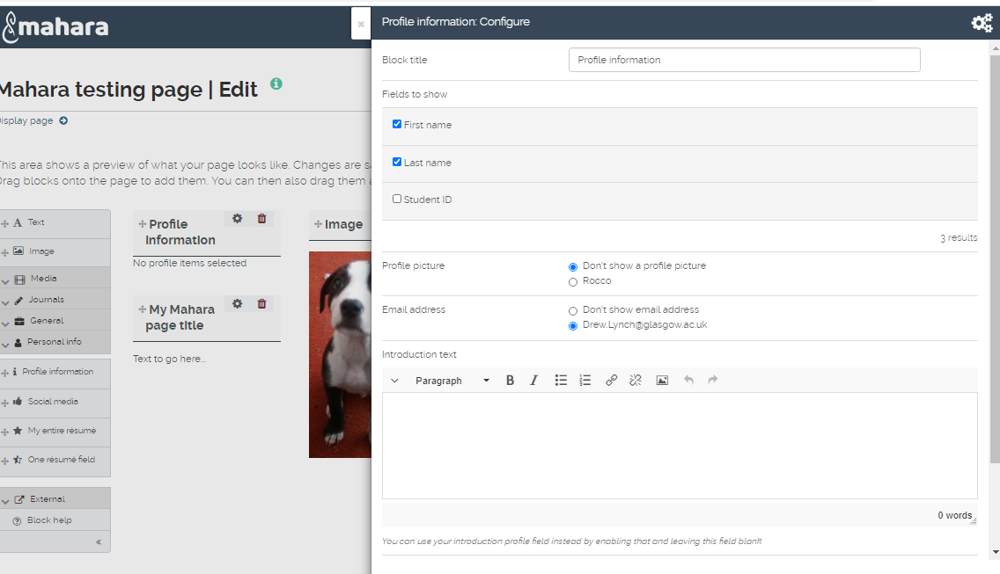 mahara
Mahara testing page | Edit
isplay page
his area shows a preview of what your page looks like. Changes are sa
Drag blocks onto the page to add them. You can then also drag them a
Text
Image
Media
Journals
General
Personal info
Profile information
Social media
My entire résumé
One résumé field
External
Block help
«
Profile
information
No profile items selected
My Mahara
page title
Text to go here...
Image
×
Profile information: Configure
Block title
Profile information
Fields to show
First name
Last name
Student ID
3 results
Profile picture
Don't show a profile picture
Rocco
Email address
Don't show email address
Drew.Lynch@glasgow.ac.uk
Introduction text
Paragraph B I
0 words
You can use your introduction profile field instead by enabling that and leaving this field blank